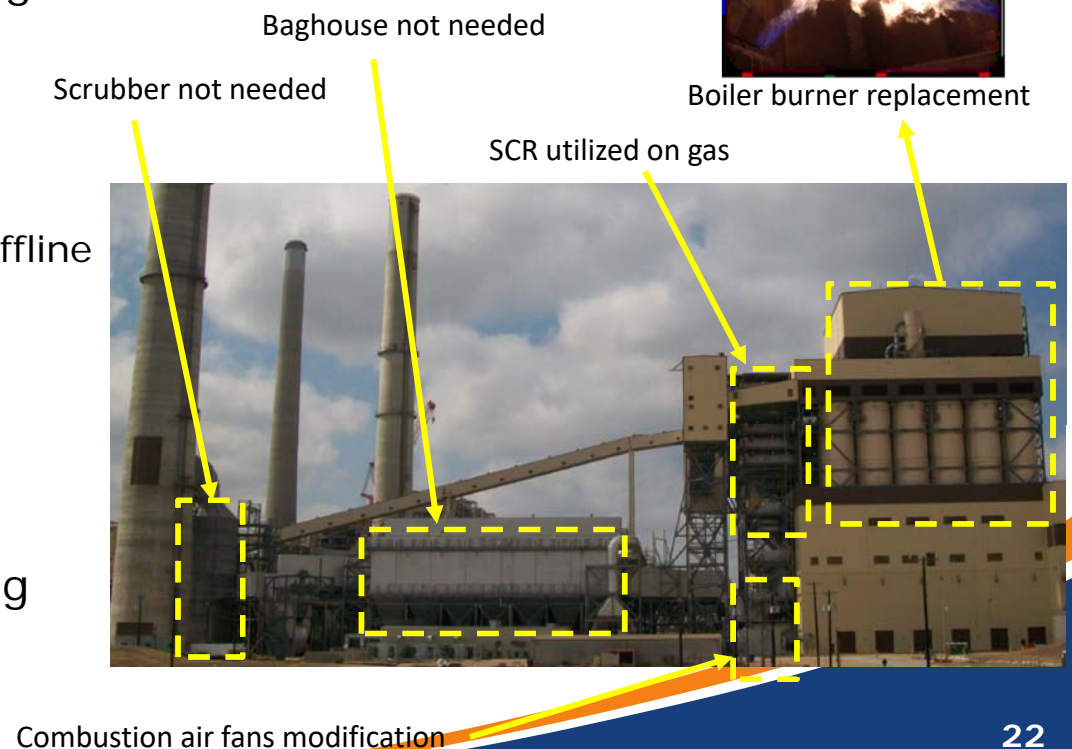 g
Baghouse not needed
Scrubber not needed
Boiler burner replacement
SCR utilized on gas
ffline
g
Combustion air fans modification
22